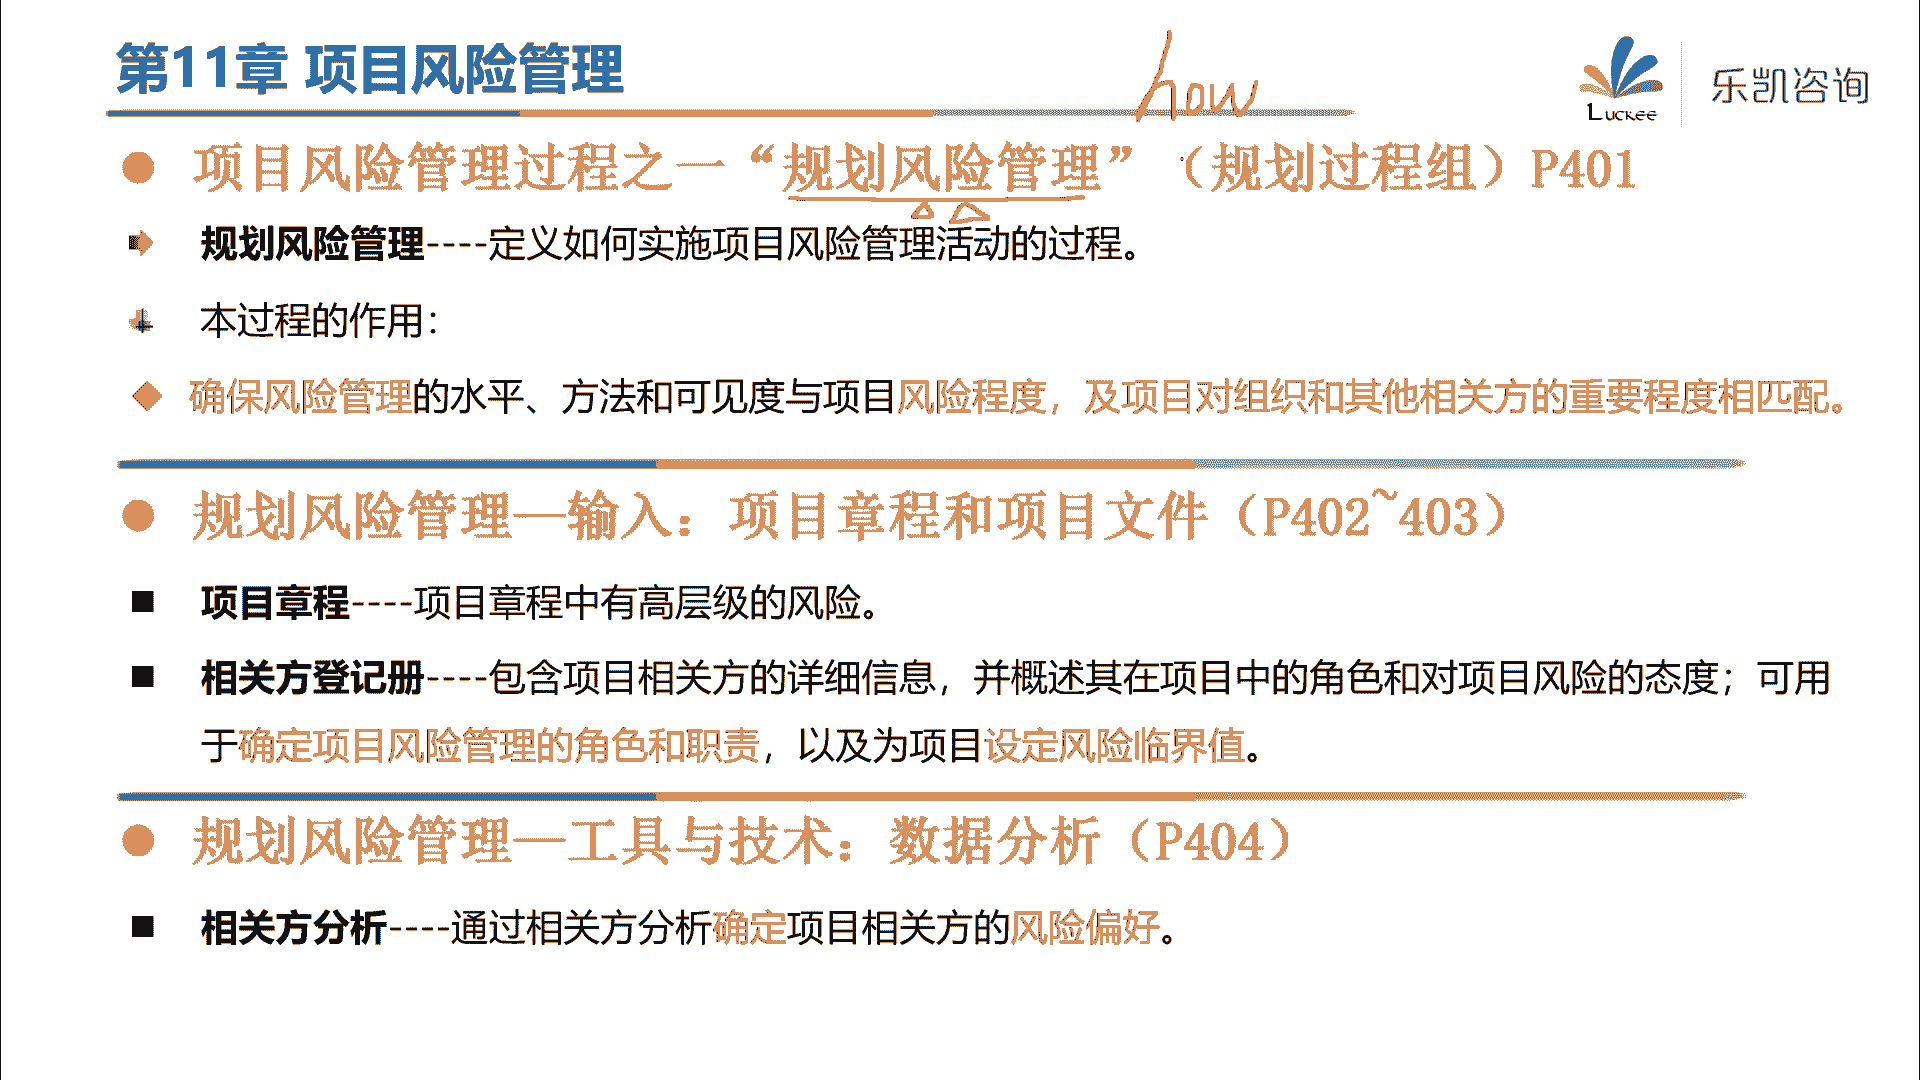 第11章 项目风险管理
how
Luckee
乐凯咨询
项目风险管理过程之一“规划风险管理”（规划过程组）P401
规划风险管理----定义如何实施项目风险管理活动的过程。
本过程的作用：
确保风险管理的水平、方法和可见度与项目风险程度，及项目对组织和其他相关方的重要程度相匹配。
规划风险管理—输入：项目章程和项目文件（P402~403）
项目章程----项目章程中有高层级的风险。
相关方登记册----包含项目相关方的详细信息，并概述其在项目中的角色和对项目风险的态度；可用
于确定项目风险管理的角色和职责，以及为项目设定风险临界值。
规划风险管理—工具与技术：数据分析（P404）
相关方分析----通过相关方分析确定项目相关方的风险偏好。